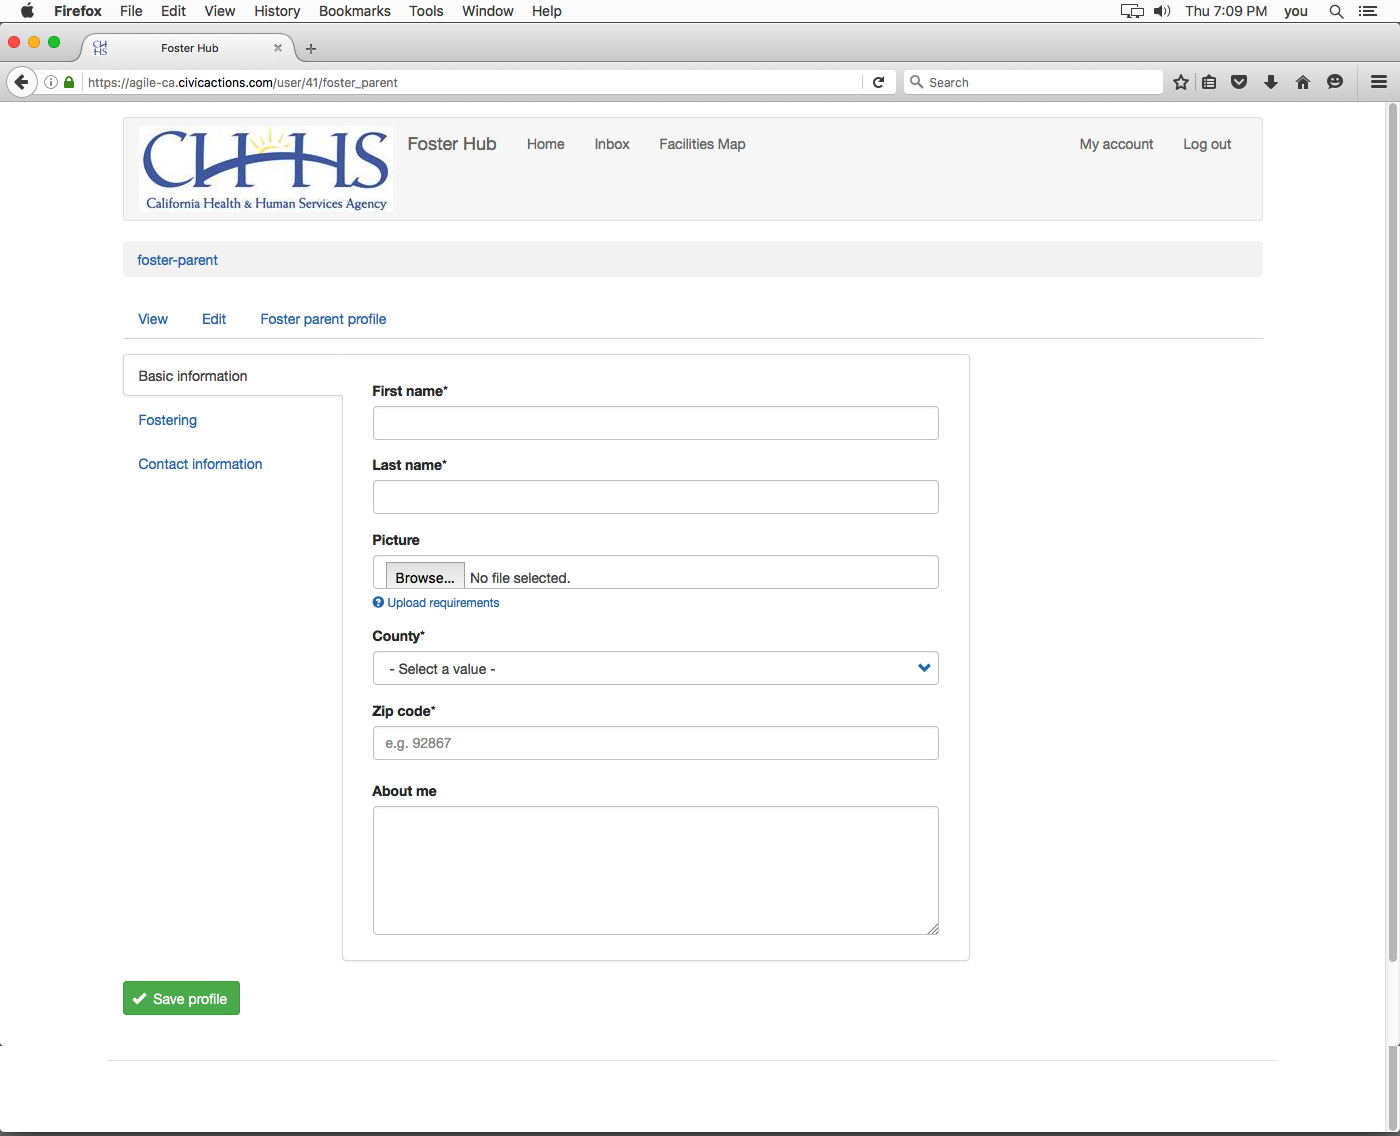 Firefox File Edit View History Bookmarks Tools Window Help Thu 7:09 PM you
CH HS Foster Hub
https://agile-ca.civicactions.com/user/41/foster_parent Search
CHHS
California Health & Human Services Agency
Foster Hub Home Inbox Facilities Map My account Log out
foster-parent
View Edit Foster parent profile
Basic information
Fostering
Contact information
First name*
Last name*
Picture
Browse... No file selected.
Upload requirements
County*
- Select a value -
Zip code*
e.g. 92867
About me
Save profile